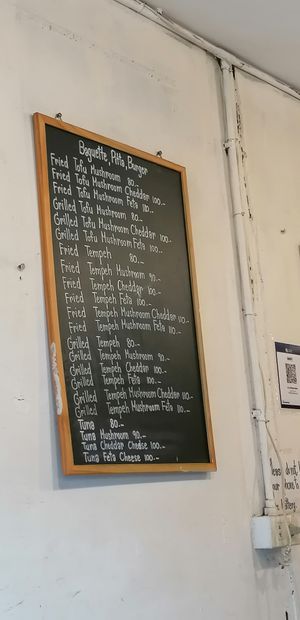 Baguette, Pitta, Burger
Fried Tofu Mushroom 80.-
Fried Tofu Mushroom Cheddar 100.-
Fried Tofu Mushroom Feta 110.-
Grilled Tofu Mushroom 80.-
Grilled Tofu Mushroom Cheddar 100.-
Grilled Tofu Mushroom Feta 100.-
Fried Tempeh 80.-
Fried Tempeh Mushroom 90.-
Fried Tempeh Cheddar 100.-
Fried Tempeh Feta 100.-
Fried Tempeh Mushroom Cheddar 110.-
Fried Tempeh Mushroom Feta 110.-
Grilled Tempeh 80.-
Grilled Tempeh Mushroom 90.-
Grilled Tempeh Cheddar 100.-
Grilled Tempeh Feta 100.-
Grilled Tempeh Mushroom Cheddar 110.-
Grilled Tempeh Mushroom Feta 110.-
Tuna 80.-
Tuna Mushroom 90.-
Tuna Cheddar Cheese 100.-
Tuna Feta Cheese 100.-